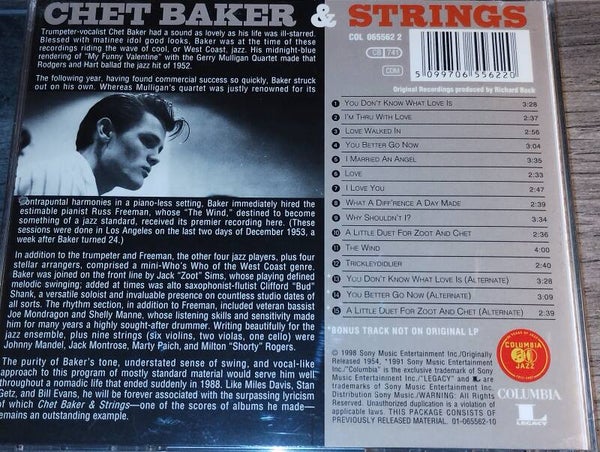 CHET BAKER & STRINGS
Trumpeter-vocalist Chet Baker had a sound as lovely as his life was ill-starred.
Blessed with matinee idol good looks, Baker was at the time of these
recordings riding the wave of cool, or West Coast, jazz. His midnight-blue
rendering of "My Funny Valentine" with the Gerry Mulligan Quartet made that
Rodgers and Hart ballad the jazz hit of 1952.
The following year, having found commercial success so quickly, Baker struck
out on his own. Whereas Mulligan's quartet was justly renowned for its
contrapuntal harmonies in a piano-less setting, Baker immediately hired the
estimable pianist Russ Freeman, whose "The Wind," destined to become
something of a jazz standard, received its premier recording here. (These
sessions were done in Los Angeles on the last two days of December 1953, a
week after Baker turned 24.)
In addition to the trumpeter and Freeman, the other four jazz players, plus four
stellar arrangers, comprised a mini-Who's Who of the West Coast genre.
Baker was joined on the front line by Jack "Zoot" Sims, whose playing defined
melodic swinging; added at times was alto saxophonist-flutist Clifford "Bud"
Shank, a versatile soloist and invaluable presence on countless studio dates of
all sorts. The rhythm section, in addition to Freeman, included veteran bassist
Joe Mondragon and Shelly Manne, whose listening skills and sensitivity made
him for many years a highly sought-after drummer. Writing beautifully for the
jazz ensemble, plus nine strings (six violins, two violas, one cello) were
Johnny Mandel, Jack Montrose, Marty Paich, and Milton "Shorty" Rogers.
The purity of Baker's tone, understated sense of swing, and vocal-like
approach to this program of mostly standard material would serve him well
throughout a nomadic life that ended suddenly in 1988. Like Miles Davis, Stan
Getz, and Bill Evans, he will be forever associated with the surpassing lyricism
of which Chet Baker & Strings—one of the scores of albums he made—
remains an outstanding example.
COL 065562 2
CB 741
CDM
5 099706 556220
Original Recordings produced by Richard Bock
1 YOU DON'T KNOW WHAT LOVE IS 3:28
2 I'M THRU WITH LOVE 2:37
3 LOVE WALKED IN 2:56
4 YOU BETTER GO NOW 3:04
5 I MARRIED AN ANGEL 3:35
6 LOVE 2:33
7 I LOVE YOU 2:47
8 WHAT A DIFF'RENCE A DAY MADE 2:39
9 WHY SHOULDN'T I? 3:34
10 A LITTLE DUET FOR ZOOT AND CHET 2:36
11 THE WIND 4:00
12 TRICKLEYDIDLIER 2:40
13 YOU DON'T KNOW WHAT LOVE IS (ALTERNATE) 3:28
14 YOU BETTER GO NOW (ALTERNATE) 3:09
15 A LITTLE DUET FOR ZOOT AND CHET (ALTERNATE) 2:39
*BONUS TRACK NOT ON ORIGINAL LP
℗ 1998 Sony Music Entertainment Inc./Originally
Released 1954, *1991 Sony Music Entertainment
Inc./"Columbia" is the exclusive trademark of Sony
Music Entertainment Inc./"LEGACY" and are
trademarks of Sony Music Entertainment Inc.
Distribution Sony Music./WARNING: All Rights
Reserved. Unauthorized duplication is a violation of
applicable laws. THIS PACKAGE CONSISTS OF
PREVIOUSLY RELEASED MATERIAL. 01-065562-10
COLUMBIA
JAZZ
COLUMBIA
L
LEGACY